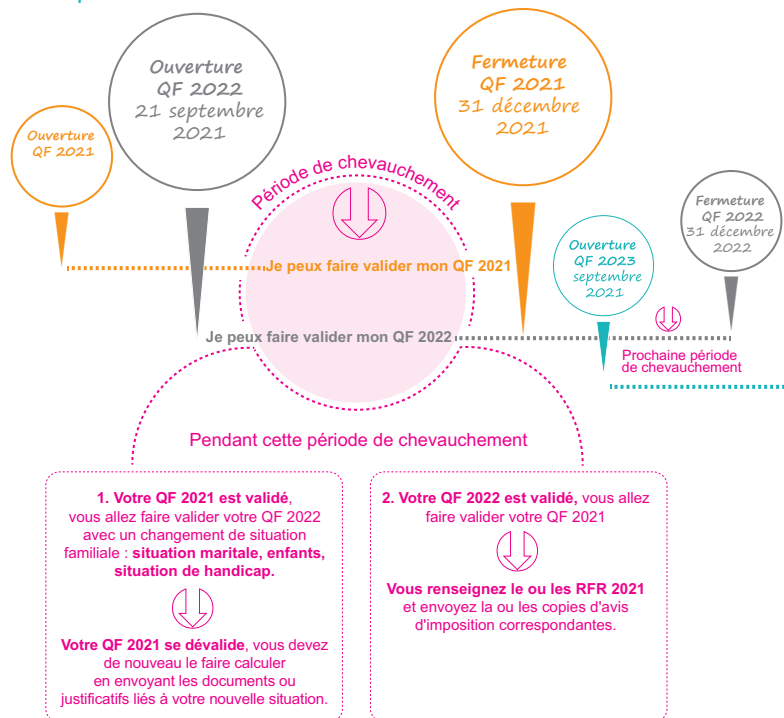 Ouverture
QF 2021
Ouverture
QF 2022
21 septembre
2021
Fermeture
QF 2021
31 décembre
2021
Ouverture
QF 2023
septembre
2021
Fermeture
QF 2022
31 décembre
2022
Période de chevauchement
Je peux faire valider mon QF 2021
Je peux faire valider mon QF 2022
Prochaine période
de chevauchement
Pendant cette période de chevauchement
1. Votre QF 2021 est validé,
vous allez faire valider votre QF 2022
avec un changement de situation
familiale : situation maritale, enfants,
situation de handicap.
Votre QF 2021 se dévalide, vous devez
de nouveau le faire calculer
en envoyant les documents ou
justificatifs liés à votre nouvelle situation.
2. Votre QF 2022 est validé, vous allez
faire valider votre QF 2021
Vous renseignez le ou les RFR 2021
et envoyez la ou les copies d'avis
d'imposition correspondantes.